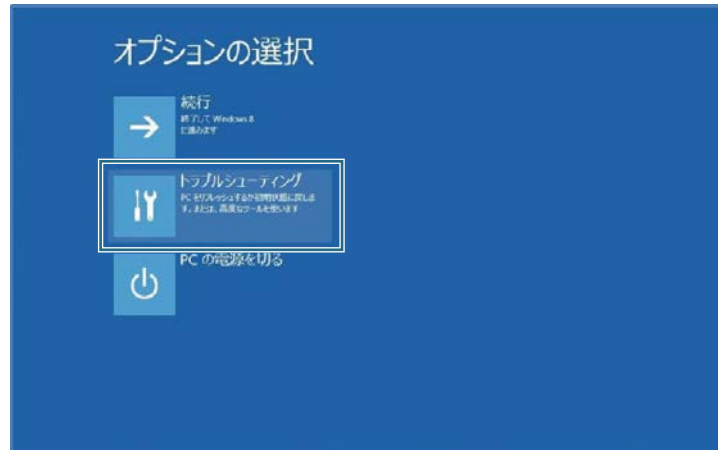 オプションの選択
続行
終了して Windows 8
に進みます
トラブルシューティング
PC をリフレッシュするか初期状態に戻しま
す。または、高度なツールを使います
PC の電源を切る